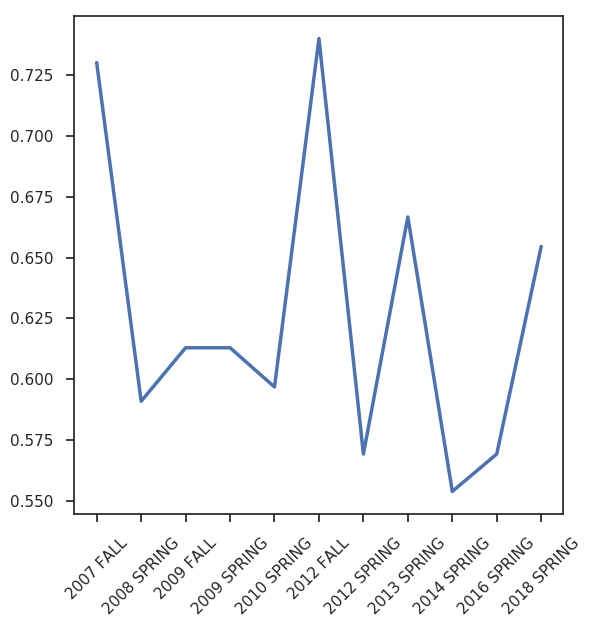 0.725
0.700
0.675
0.650
0.625
0.600
0.575
0.550
2007 FALL
2008 SPRING
2009 FALL
2009 SPRING
2010 SPRING
2012 FALL
2012 SPRING
2013 SPRING
2014 SPRING
2016 SPRING
2018 SPRING